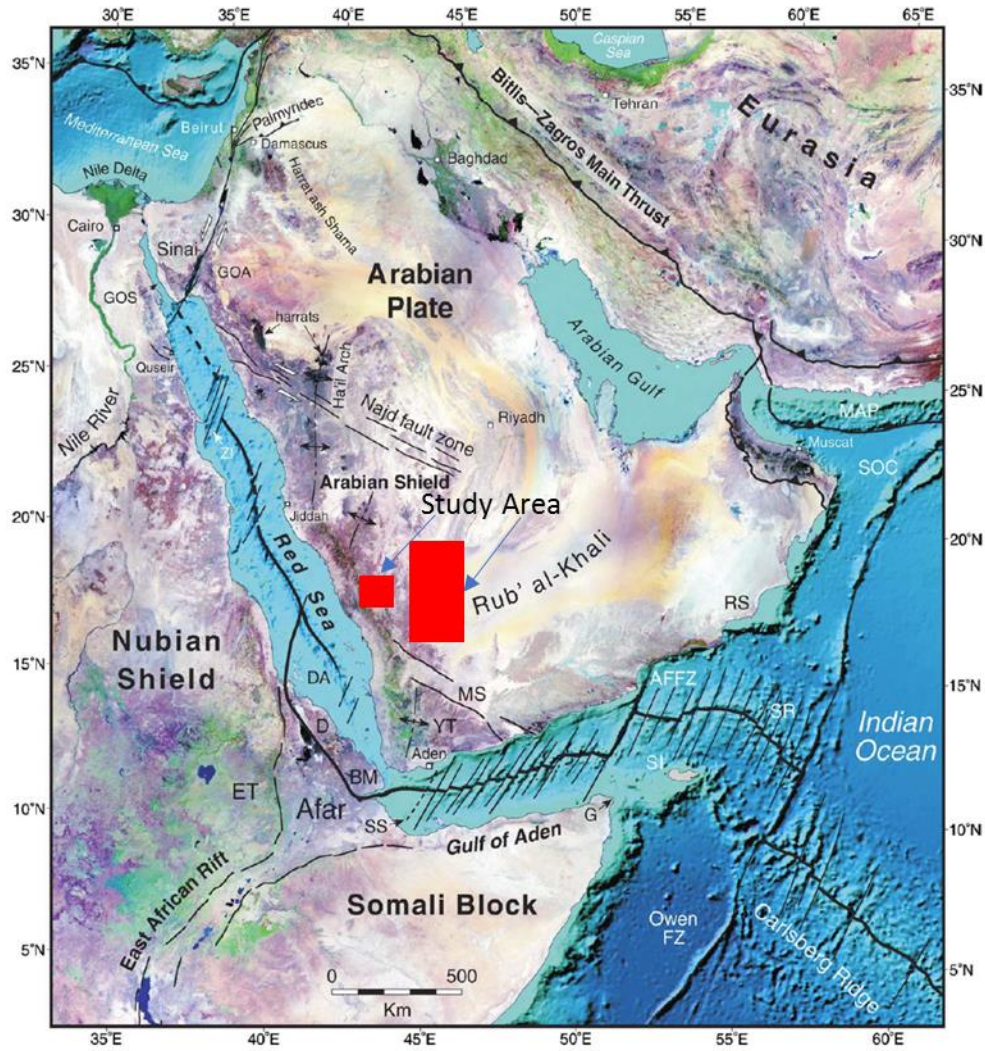 30°E
35°E
40°E
45°E
55°E
60°E
65°E
35°N
Caspian
Sea
Tehran
Eurasia
Bitlis—Zagros Main Thrust
35°N
Mediterranean Sea
Beirut
Palmyrides
Damascus
Baghdad
Harrat ash Shama
Nile Delta
30°N
Cairo
Sinai
GOA
GOS
Arabian
Plate
30°N
harrats
Ha'il Arch
Quseir
25°N
Arabian Gulf
25°N
Najd fault zone
Riyadh
Nile River
MAP
Muscat
SOC
ZI
Arabian Shield
Study Area
20°N
Jiddah
20°N
Red Sea
Rub' al-Khali
RS
Nubian
Shield
15°N
DA
MS
AFFZ
15°N
SR
D
YT
Aden
Indian
Ocean
ET
BM
Afar
SS
G
10°N
10°N
Gulf of Aden
East African Rift
Somali Block
Owen
FZ
Carlsberg Ridge
5°N
0
500
Km
5°N
35°E
40°E
45°E
50°E
55°E
60°E